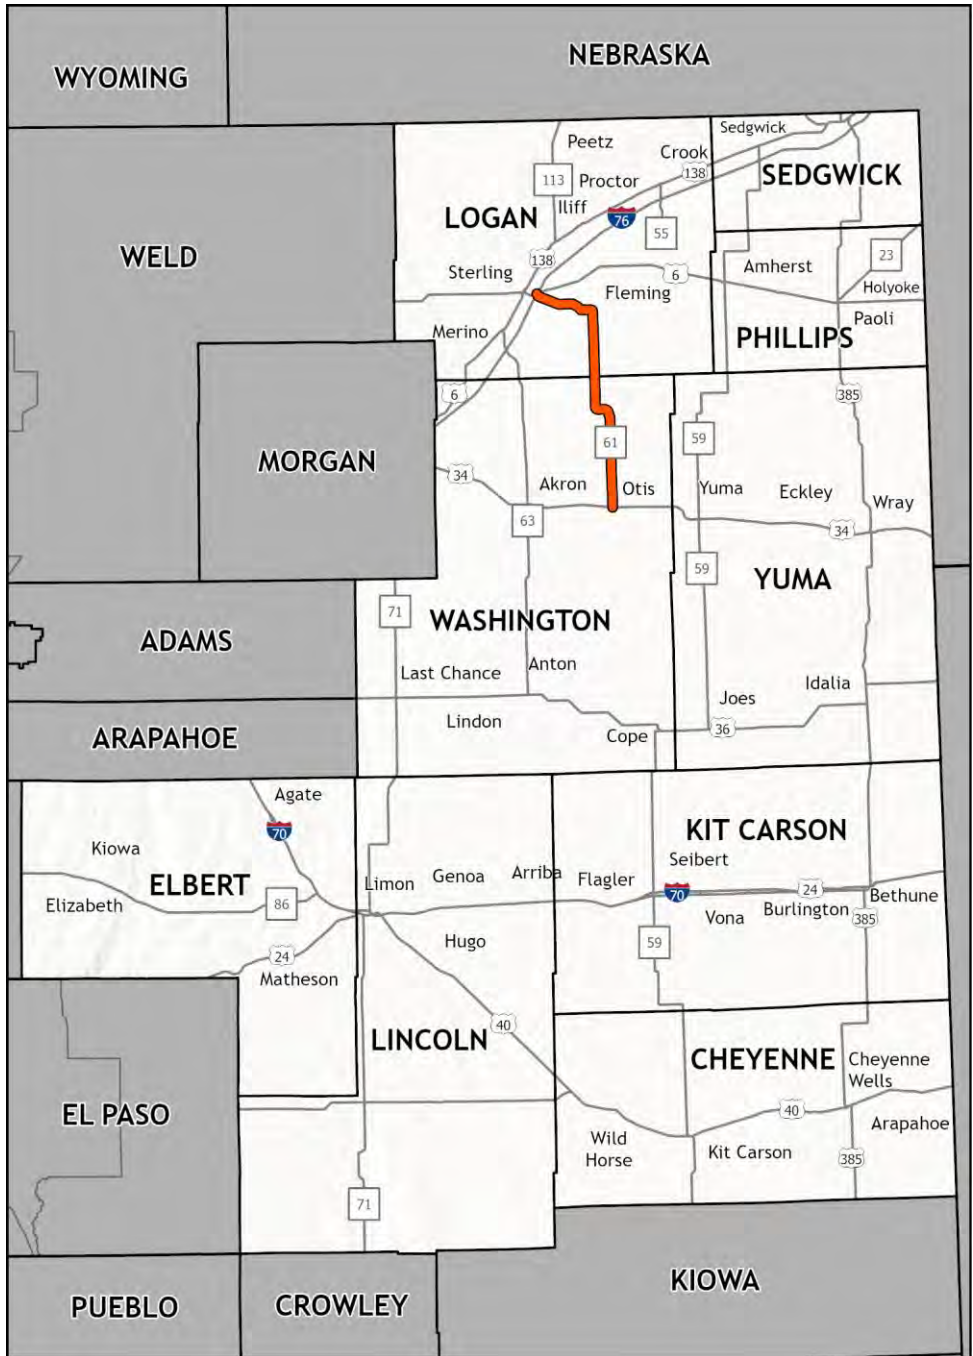 NEBRASKA
WYOMING
Sedgwick
Peetz
Crook
138
SEDGWICK
113
Proctor
LOGAN
Iliff
76
55
WELD
138
23
Sterling
6
Amherst
Fleming
Holyoke
Merino
Paoli
PHILLIPS
6
385
59
61
MORGAN
34
Akron
Otis
Yuma
Eckley
Wray
63
34
59
YUMA
71
WASHINGTON
ADAMS
Last Chance
Anton
Idalia
Joes
Lindon
36
ARAPAHOE
Cope
Agate
70
KIT CARSON
Kiowa
Seibert
ELBERT
Limon
Genoa
Arriba
Flagler
70
24
Bethune
Elizabeth
86
Vona
Burlington
385
Hugo
59
24
Matheson
40
LINCOLN
CHEYENNE
Cheyenne
Wells
EL PASO
40
Arapahoe
Wild
Horse
Kit Carson
385
71
KIOWA
PUEBLO
CROWLEY